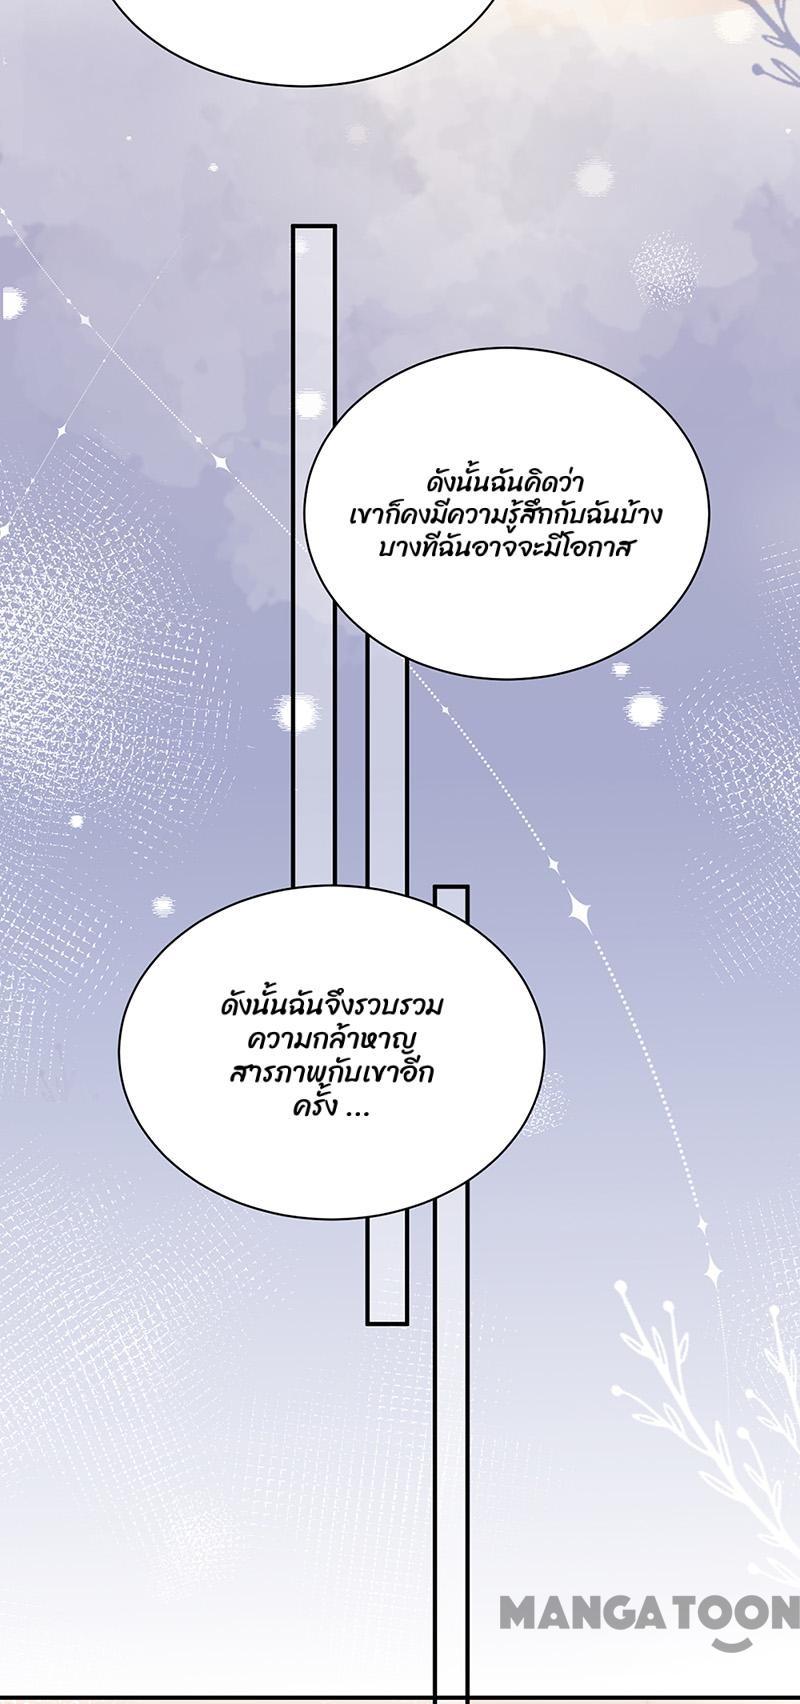 ดังนั้นฉันคิดว่า
เขาก็คงมีความรู้สึกกับฉันบ้าง
บางทีฉันอาจจะมีโอกาส
ดังนั้นฉันจึงรวบรวม
ความกล้าหาญ
สารภาพกับเขาอีก
ครั้ง ...
MANGATOON